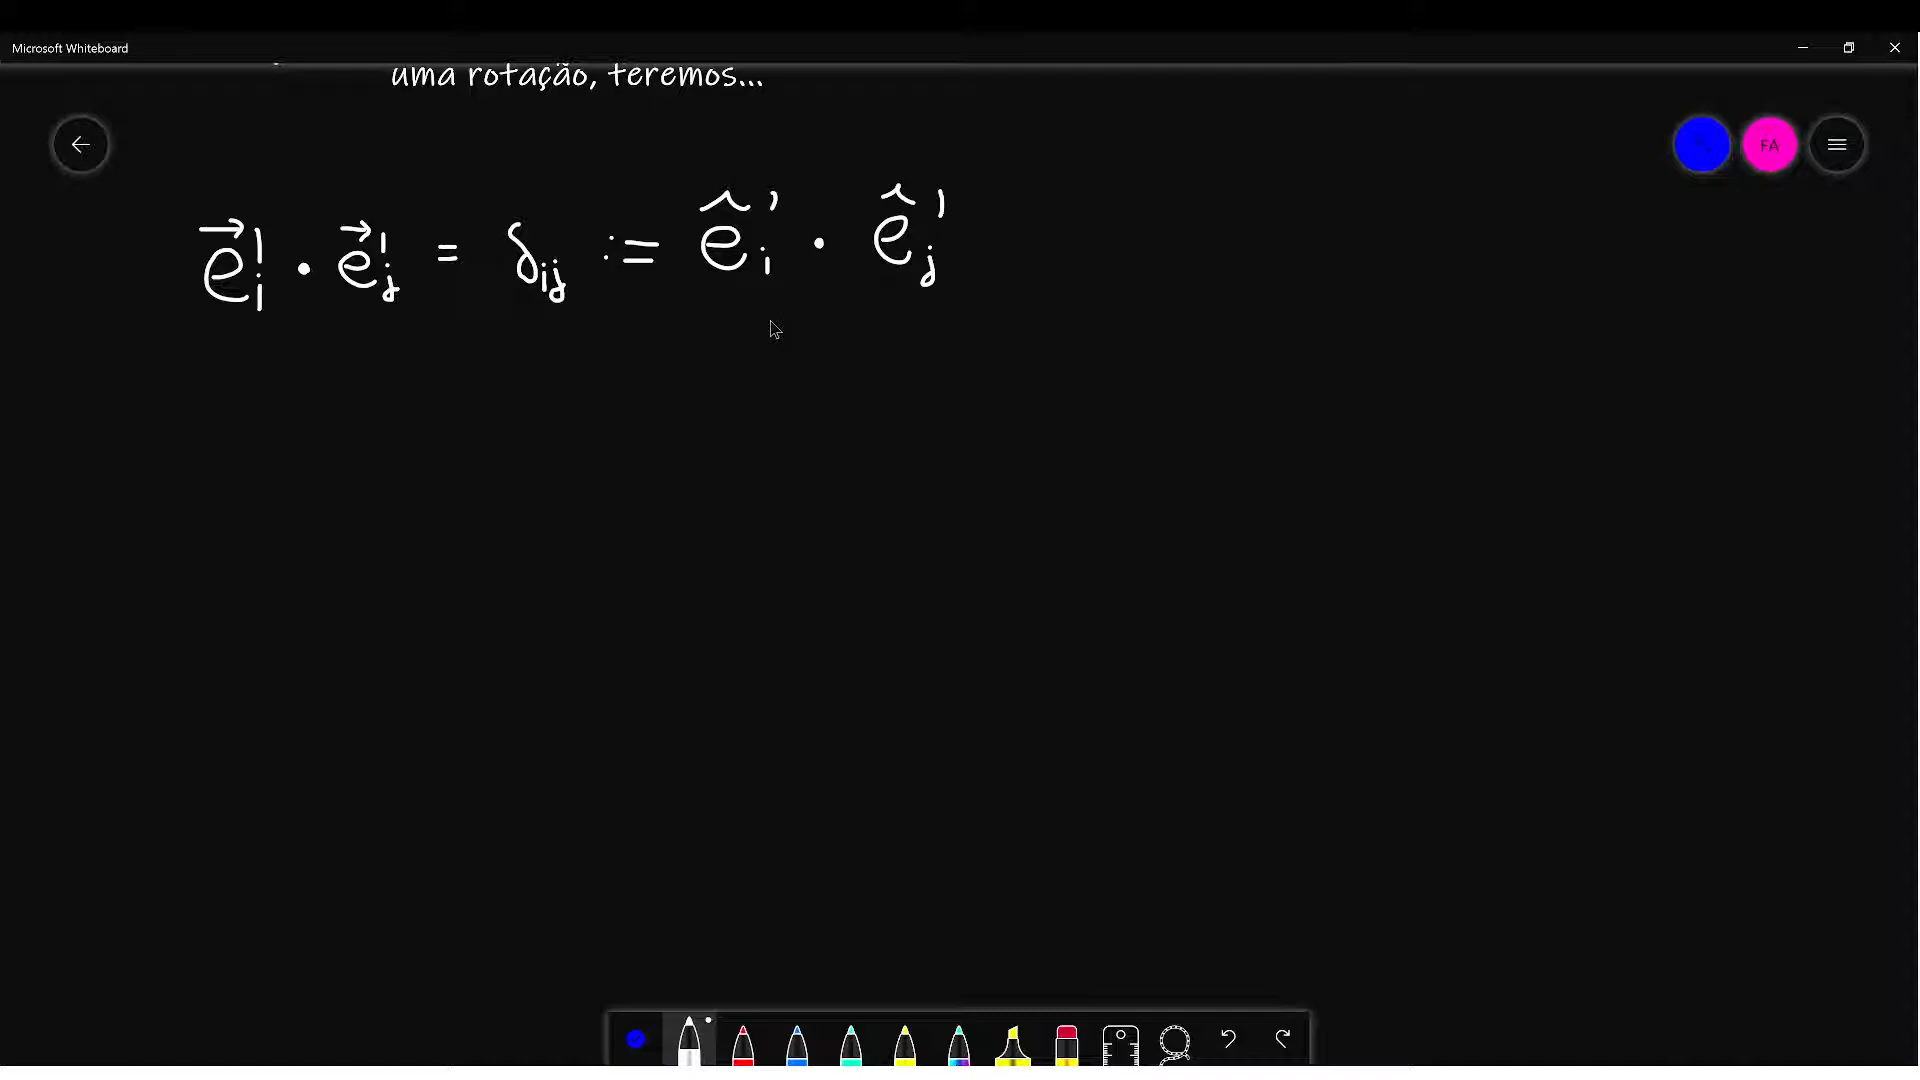 Microsoft Whiteboard
uma rotação, teremos...
FA
e⃗'ᵢ · e⃗'ⱼ = δᵢⱼ := ê'ᵢ · ê'ⱼ